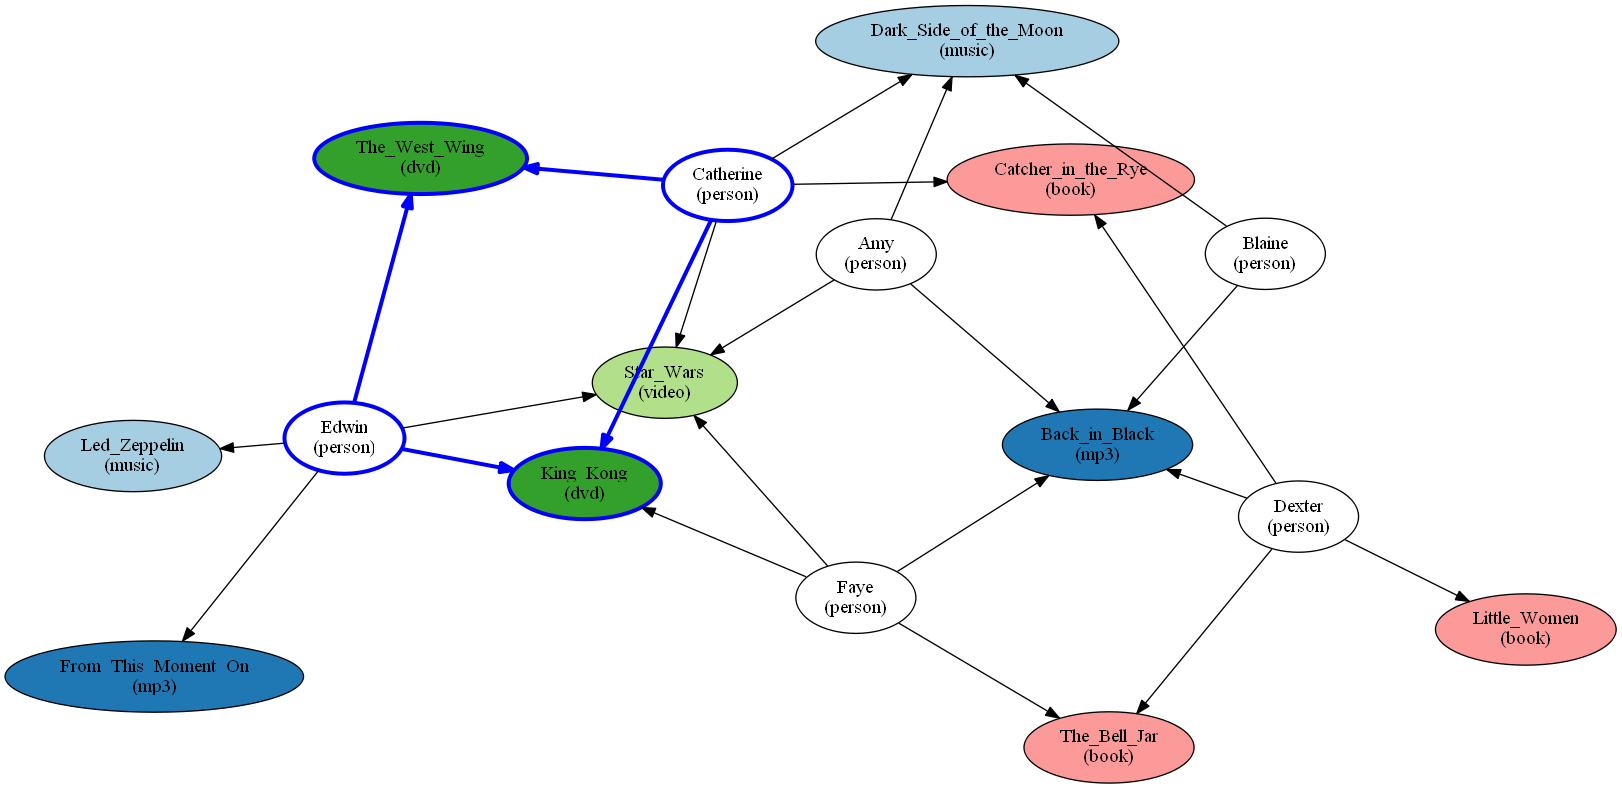 Dark_Side_of_the_Moon
(music)
The_West_Wing
(dvd)
Catherine
(person)
Catcher_in_the_Rye
(book)
Amy
(person)
Blaine
(person)
Star_Wars
(video)
Edwin
(person)
Led_Zeppelin
(music)
King_Kong
(dvd)
Back_in_Black
(mp3)
Dexter
(person)
Faye
(person)
Little_Women
(book)
From_This_Moment_On
(mp3)
The_Bell_Jar
(book)